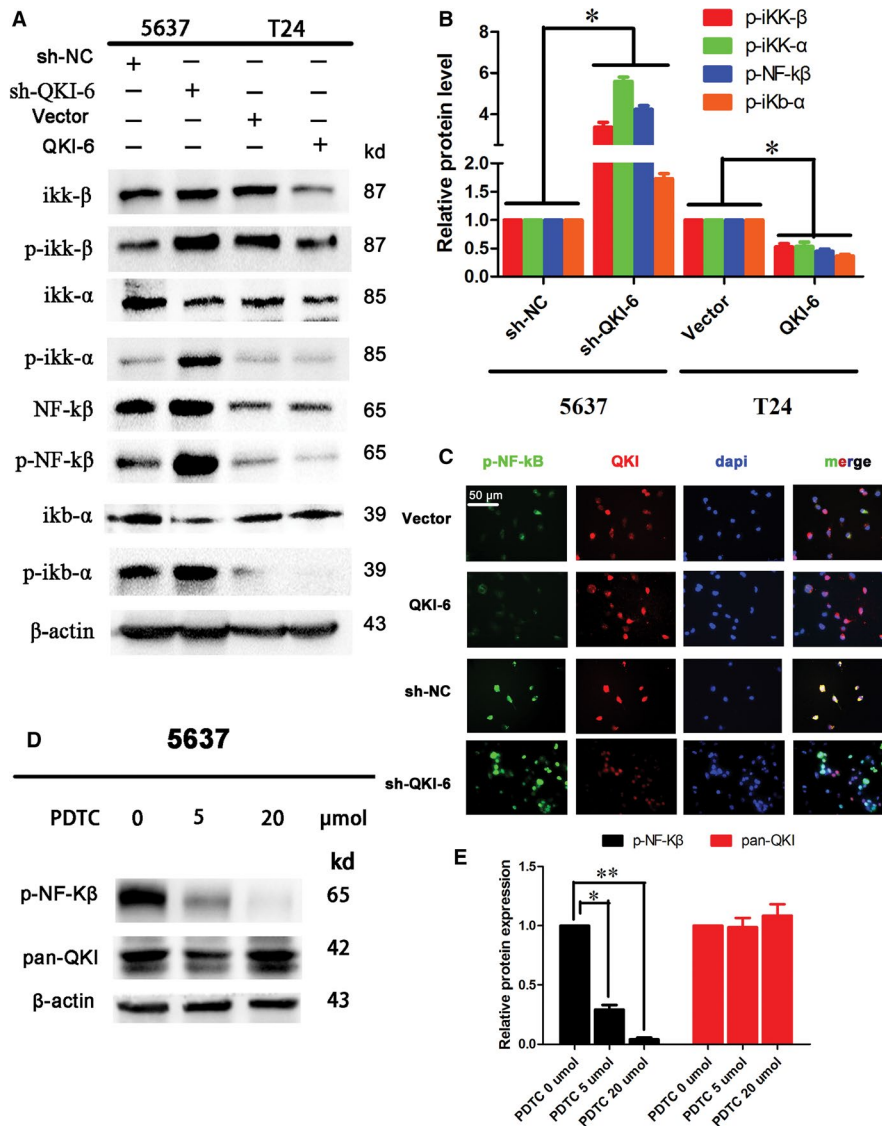 A
5637 T24
sh-NC + – – –
sh-QKI-6 – + – –
Vector – – + –
QKI-6 – – – +
kd
ikk-β 87
p-ikk-β 87
ikk-α 85
p-ikk-α 85
NF-kβ 65
p-NF-kβ 65
ikb-α 39
p-ikb-α 39
β-actin 43
B
p-iKK-β
p-iKK-α
p-NF-kβ
p-iKb-α
* *
Relative protein level
8
6
4
2.0
1.5
1.0
0.5
0.0
sh-NC sh-QKI-6 Vector QKI-6
5637 T24
C
p-NF-kB QKI dapi merge
50 μm
Vector
QKI-6
sh-NC
sh-QKI-6
D
5637
PDTC 0 5 20 μmol
kd
p-NF-Kβ 65
pan-QKI 42
β-actin 43
E
p-NF-Kβ pan-QKI
**
*
Relative protein expression
1.5
1.0
0.5
0.0
PDTC 0 umol PDTC 5 umol PDTC 20 umol PDTC 0 umol PDTC 5 umol PDTC 20 umol